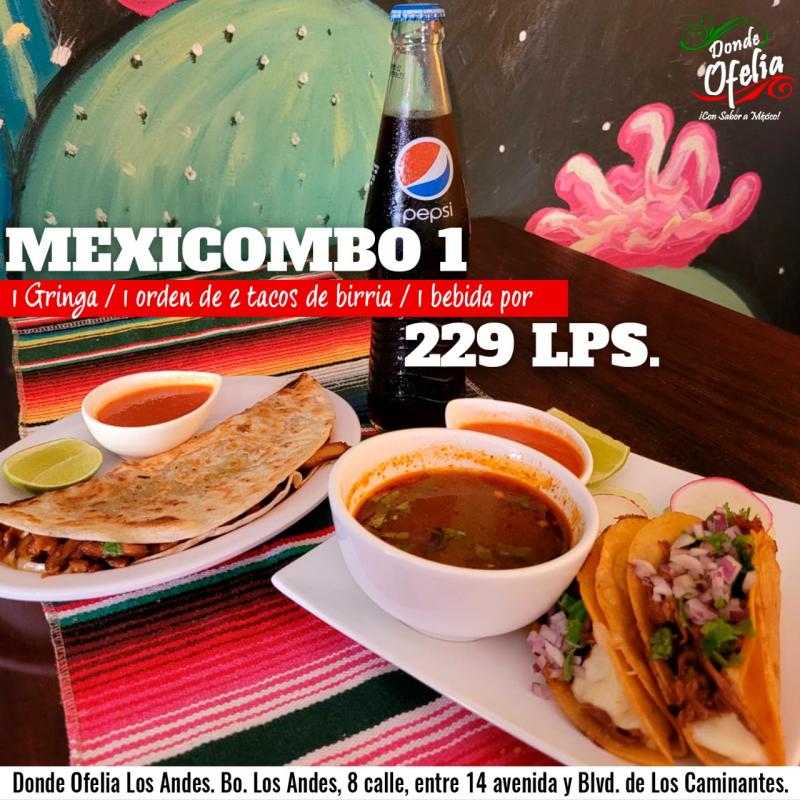 Donde
Ofelia
¡Con Sabor a México!
pepsi
MEXICOMBO 1
1 Gringa / 1 orden de 2 tacos de birria / 1 bebida por
229 LPS.
Donde Ofelia Los Andes. Bo. Los Andes, 8 calle, entre 14 avenida y Blvd. de Los Caminantes.